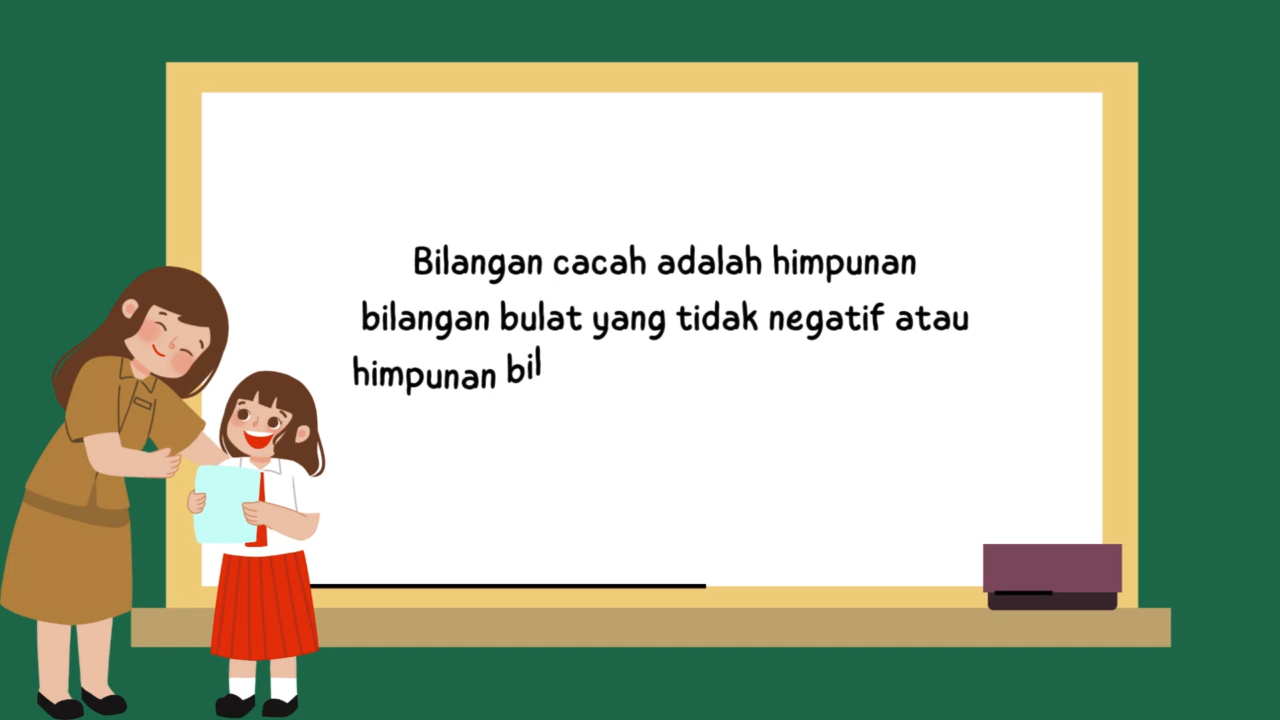 Bilangan cacah adalah himpunan
bilangan bulat yang tidak negatif atau
himpunan bil